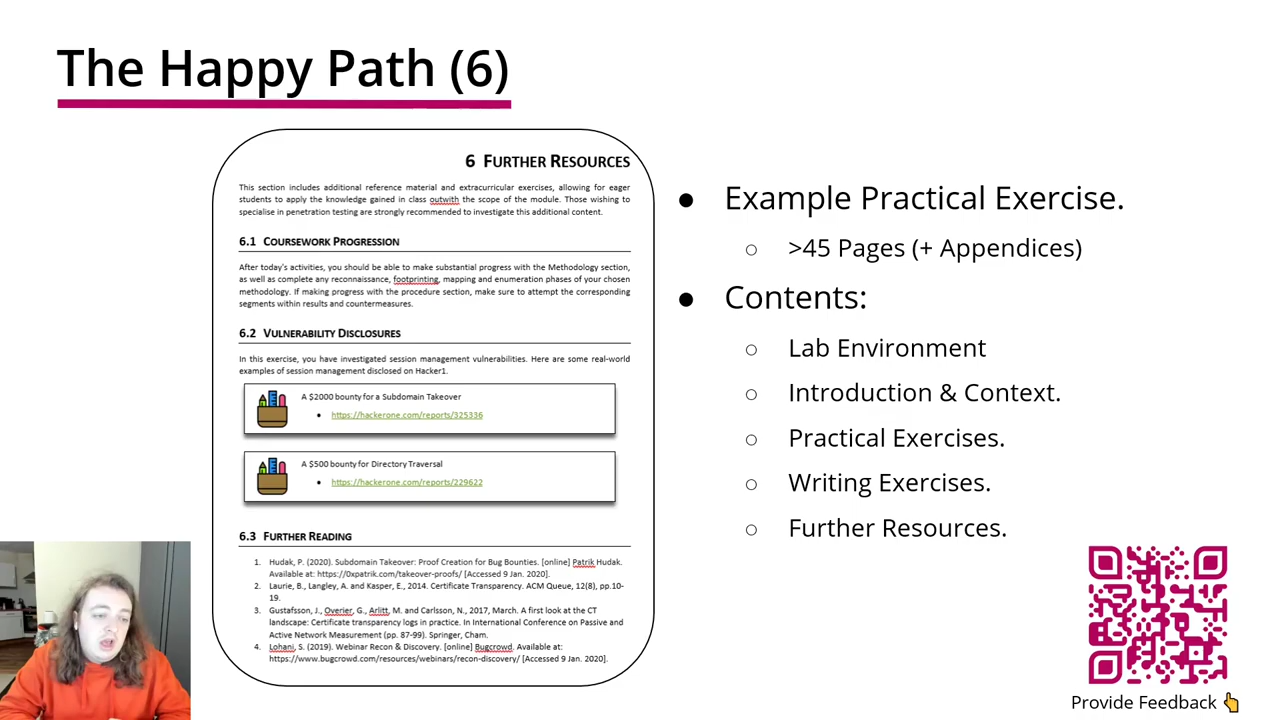 The Happy Path (6)
6 FURTHER RESOURCES
This section includes additional reference material and extracurricular exercises, allowing for eager
students to apply the knowledge gained in class outwith the scope of the module. Those wishing to
specialise in penetration testing are strongly recommended to investigate this additional content.
6.1 COURSEWORK PROGRESSION
After today's activities, you should be able to make substantial progress with the Methodology section,
as well as complete any reconnaissance, footprinting, mapping and enumeration phases of your chosen
methodology. If making progress with the procedure section, make sure to attempt the corresponding
segments within results and countermeasures.
6.2 VULNERABILITY DISCLOSURES
In this exercise, you have investigated session management vulnerabilities. Here are some real-world
examples of session management disclosed on Hacker1.
A $2000 bounty for a Subdomain Takeover
• https://hackerone.com/reports/325336
A $500 bounty for Directory Traversal
• https://hackerone.com/reports/229622
6.3 FURTHER READING
1. Hudak, P. (2020). Subdomain Takeover: Proof Creation for Bug Bounties. [online] Patrik Hudak.
Available at: https://0xpatrik.com/takeover-proofs/ [Accessed 9 Jan. 2020].
2. Laurie, B., Langley, A. and Kasper, E., 2014. Certificate Transparency. ACM Queue, 12(8), pp.10-
19.
3. Gustafsson, J., Overier, G., Arlitt, M. and Carlsson, N., 2017, March. A first look at the CT
landscape: Certificate transparency logs in practice. In International Conference on Passive and
Active Network Measurement (pp. 87-99). Springer, Cham.
4. Lohani, S. (2019). Webinar Recon & Discovery. [online] Bugcrowd. Available at:
https://www.bugcrowd.com/resources/webinars/recon-discovery/ [Accessed 9 Jan. 2020].
● Example Practical Exercise.
○ >45 Pages (+ Appendices)
● Contents:
○ Lab Environment
○ Introduction & Context.
○ Practical Exercises.
○ Writing Exercises.
○ Further Resources.
Provide Feedback 👆